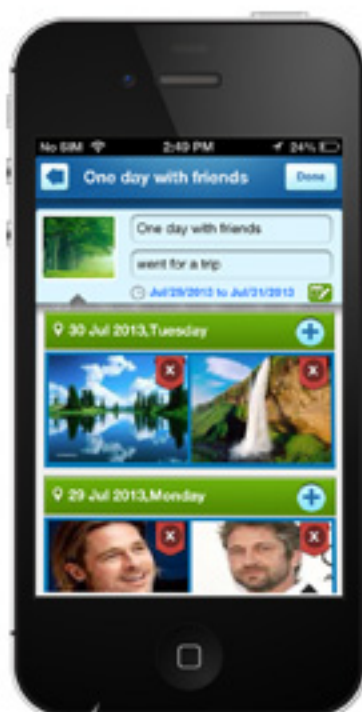 No SIM 2:49 PM 24%
One day with friends Done
One day with friends
went for a trip
Jul/29/2013 to Jul/31/2013
30 Jul 2013,Tuesday
29 Jul 2013,Monday